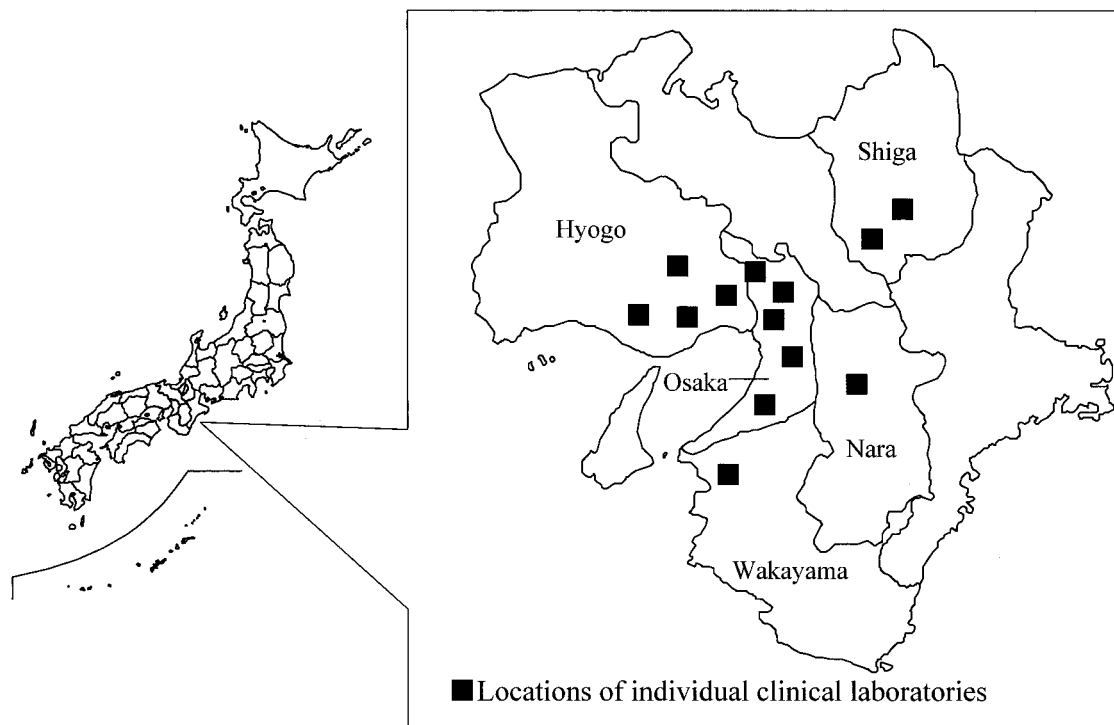 Shiga
Hyogo
Osaka
Nara
Wakayama
Locations of individual clinical laboratories